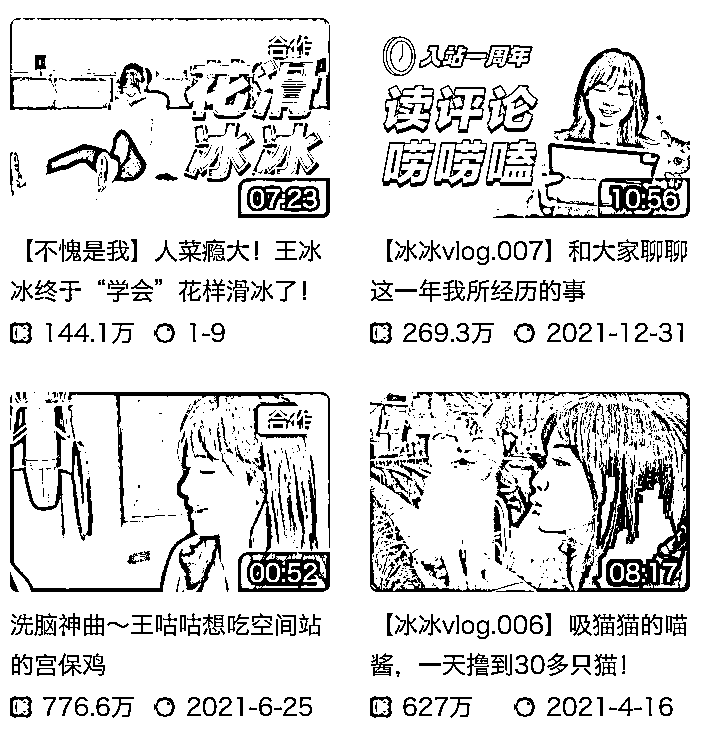 合作
花滑
冰冰
07:23
【不愧是我】人菜瘾大！王冰
冰终于“学会”花样滑冰了！
144.1万 1-9
入站一周年
读评论
唠唠嗑
10:56
【冰冰vlog.007】和大家聊聊
这一年我所经历的事
269.3万 2021-12-31
合作
00:52
洗脑神曲～王咕咕想吃空间站
的宫保鸡
776.6万 2021-6-25
08:17
【冰冰vlog.006】吸猫猫的喵
酱，一天撸到30多只猫！
627万 2021-4-16